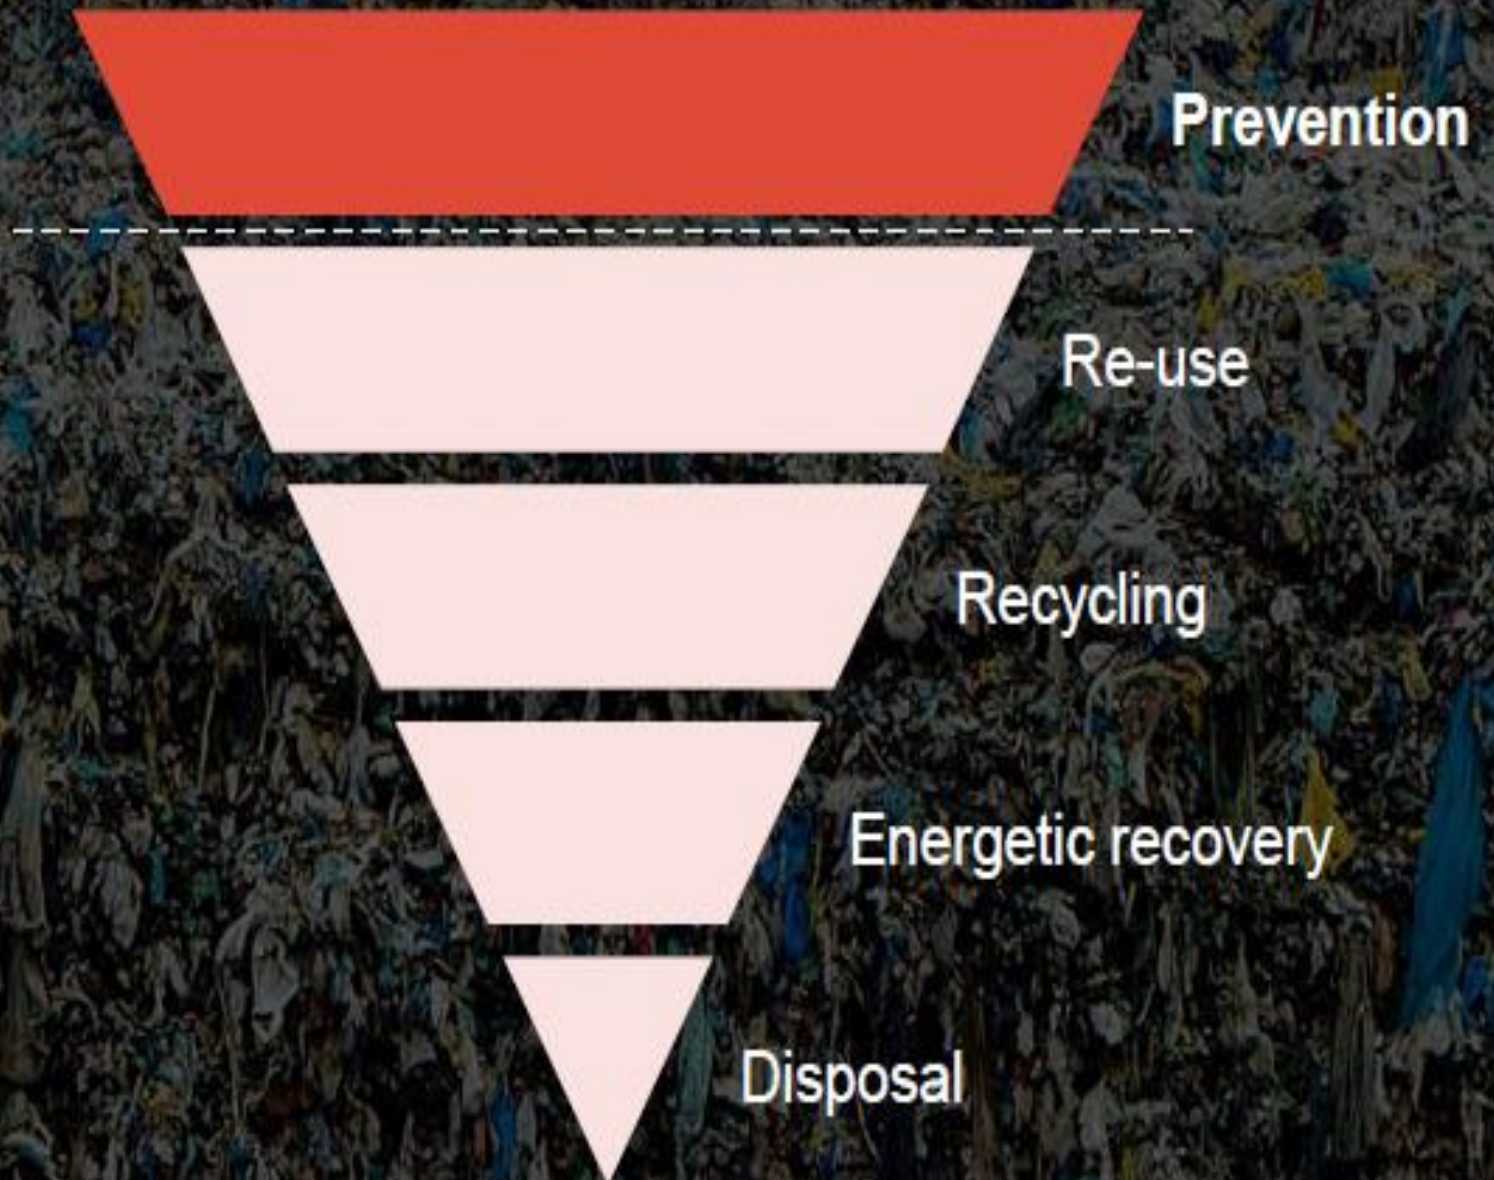 Prevention
Re-use
Recycling
Energetic recovery
Disposal